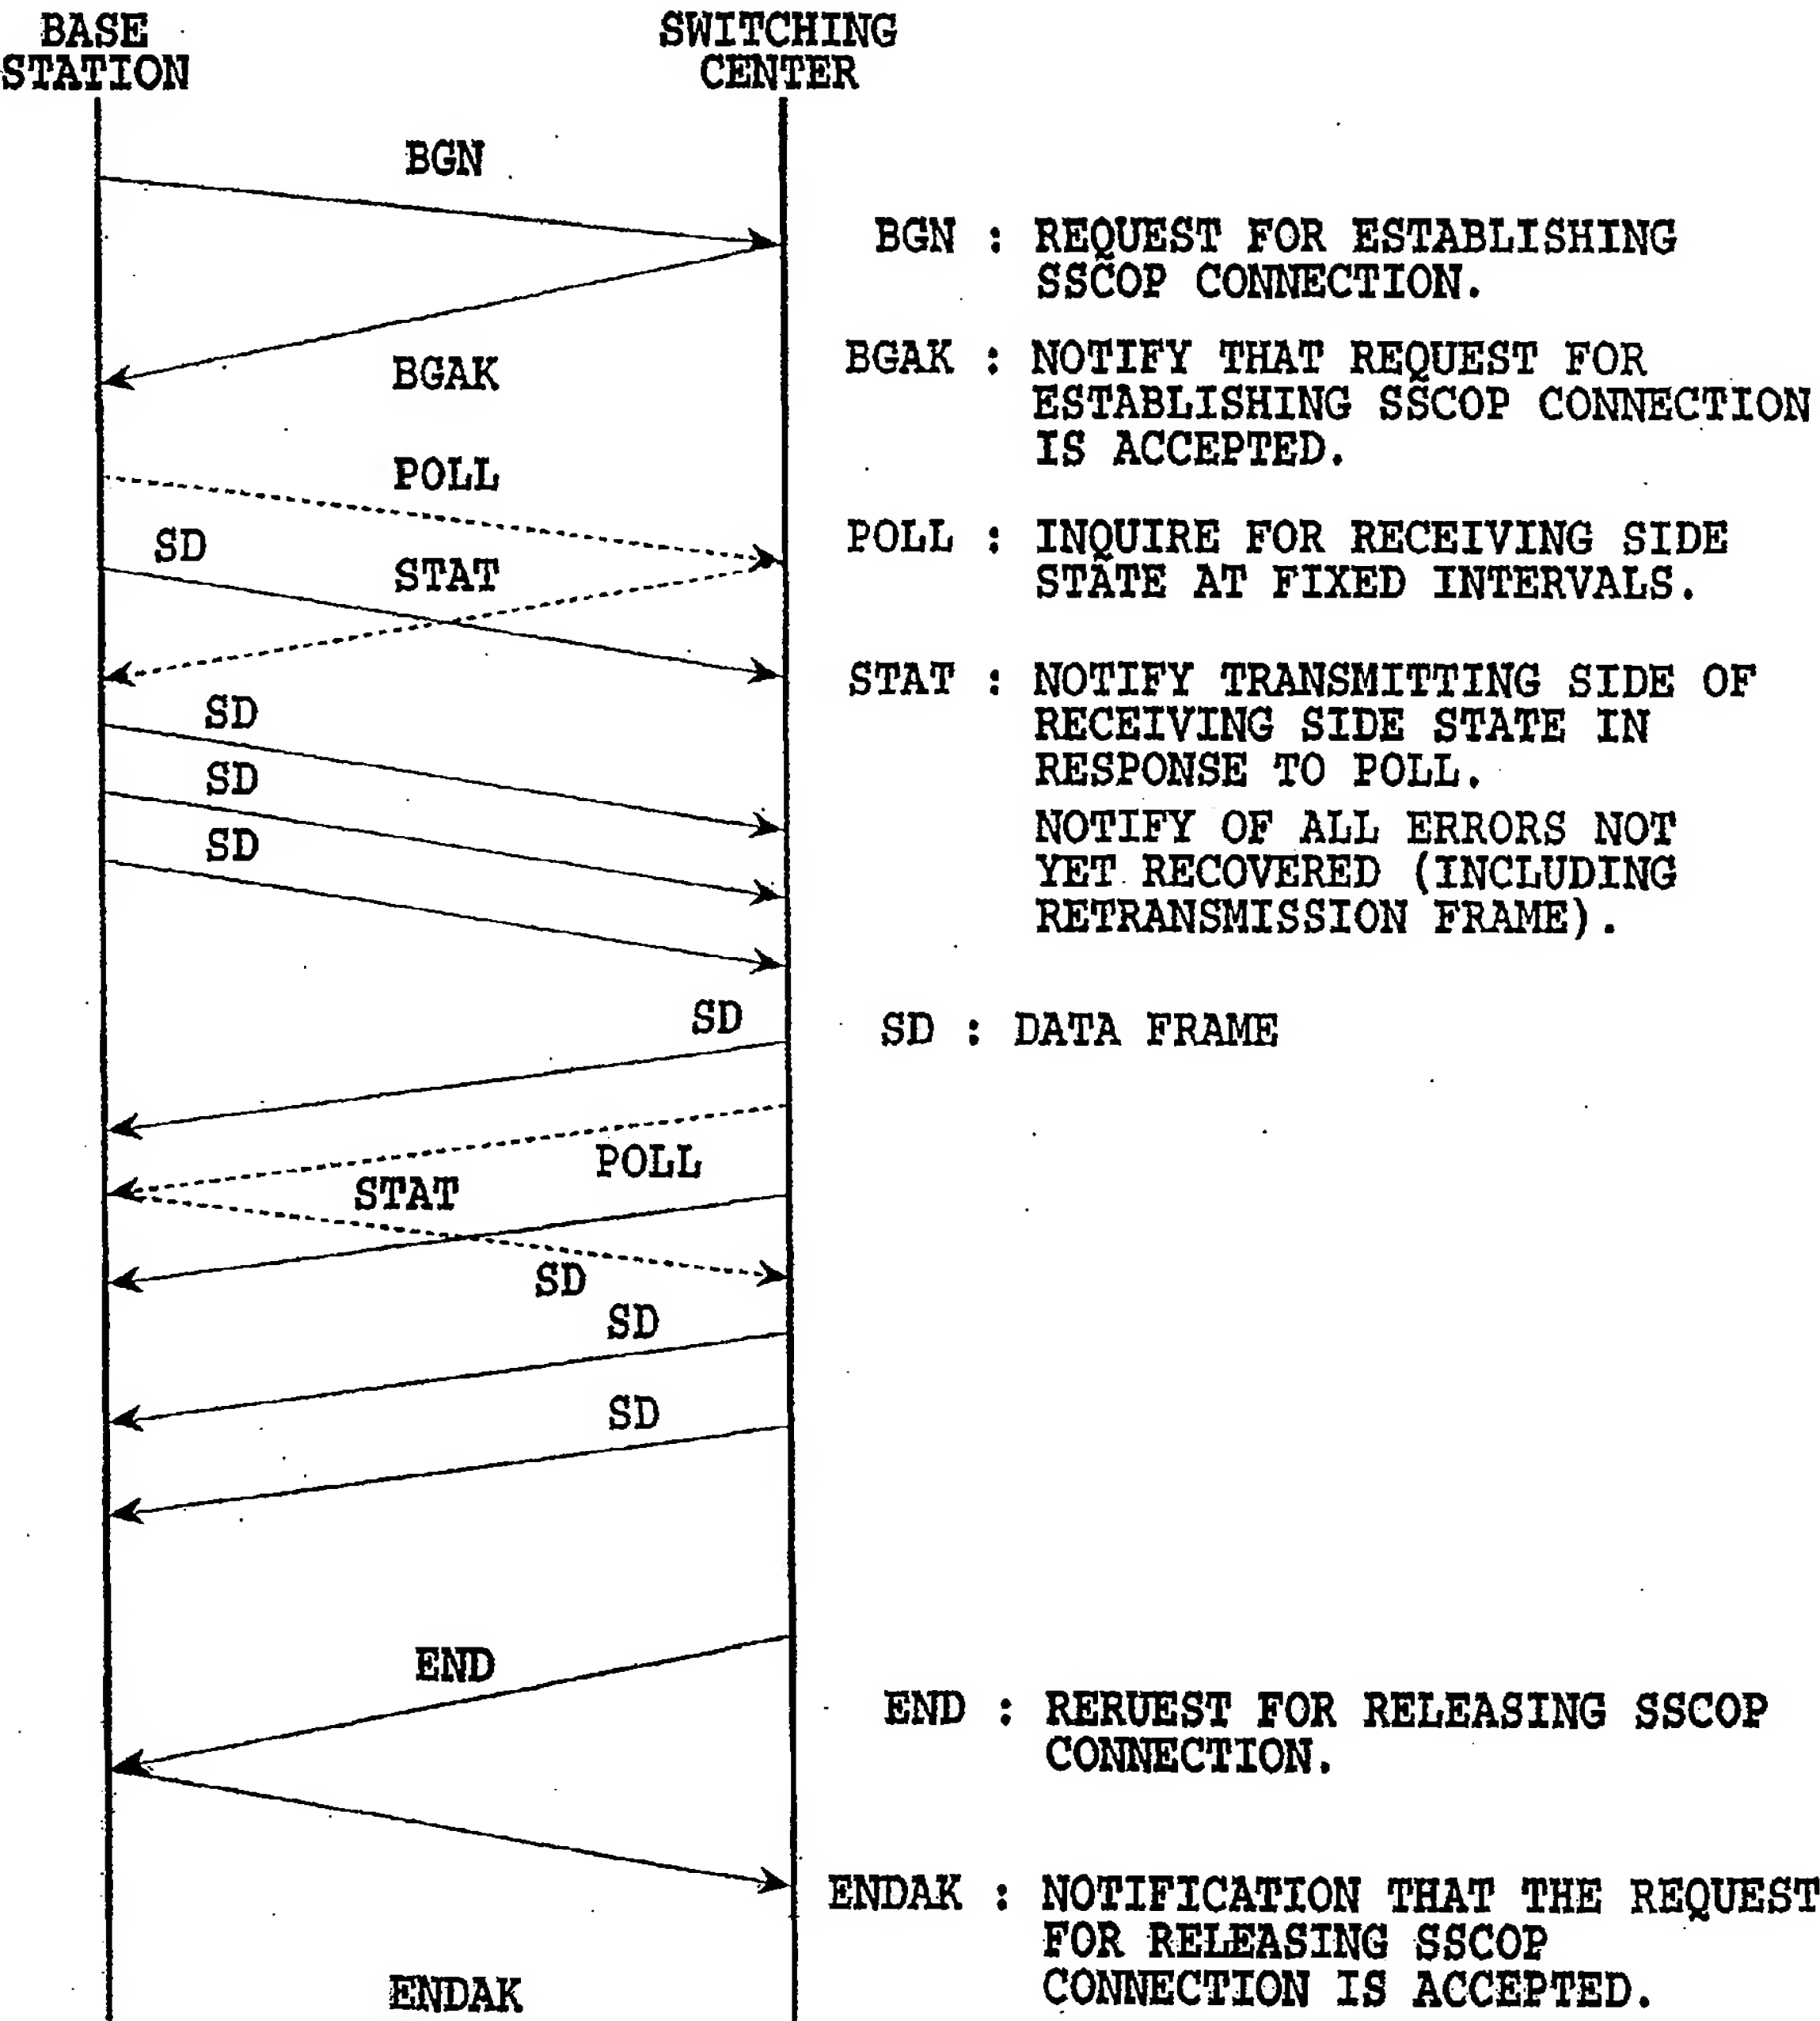 BASE
STATION
SWITCHING
CENTER
BGN
BGN : REQUEST FOR ESTABLISHING
SSCOP CONNECTION.
BGAK
BGAK : NOTIFY THAT REQUEST FOR
ESTABLISHING SSCOP CONNECTION
IS ACCEPTED.
POLL
SD
STAT
POLL : INQUIRE FOR RECEIVING SIDE
STATE AT FIXED INTERVALS.
SD
SD
SD
STAT : NOTIFY TRANSMITTING SIDE OF
RECEIVING SIDE STATE IN
RESPONSE TO POLL.
NOTIFY OF ALL ERRORS NOT
YET RECOVERED (INCLUDING
RETRANSMISSION FRAME).
SD
SD : DATA FRAME
POLL
STAT
SD
SD
SD
END
END : RERUEST FOR RELEASING SSCOP
CONNECTION.
ENDAK : NOTIFICATION THAT THE REQUEST
FOR RELEASING SSCOP
CONNECTION IS ACCEPTED.
ENDAK